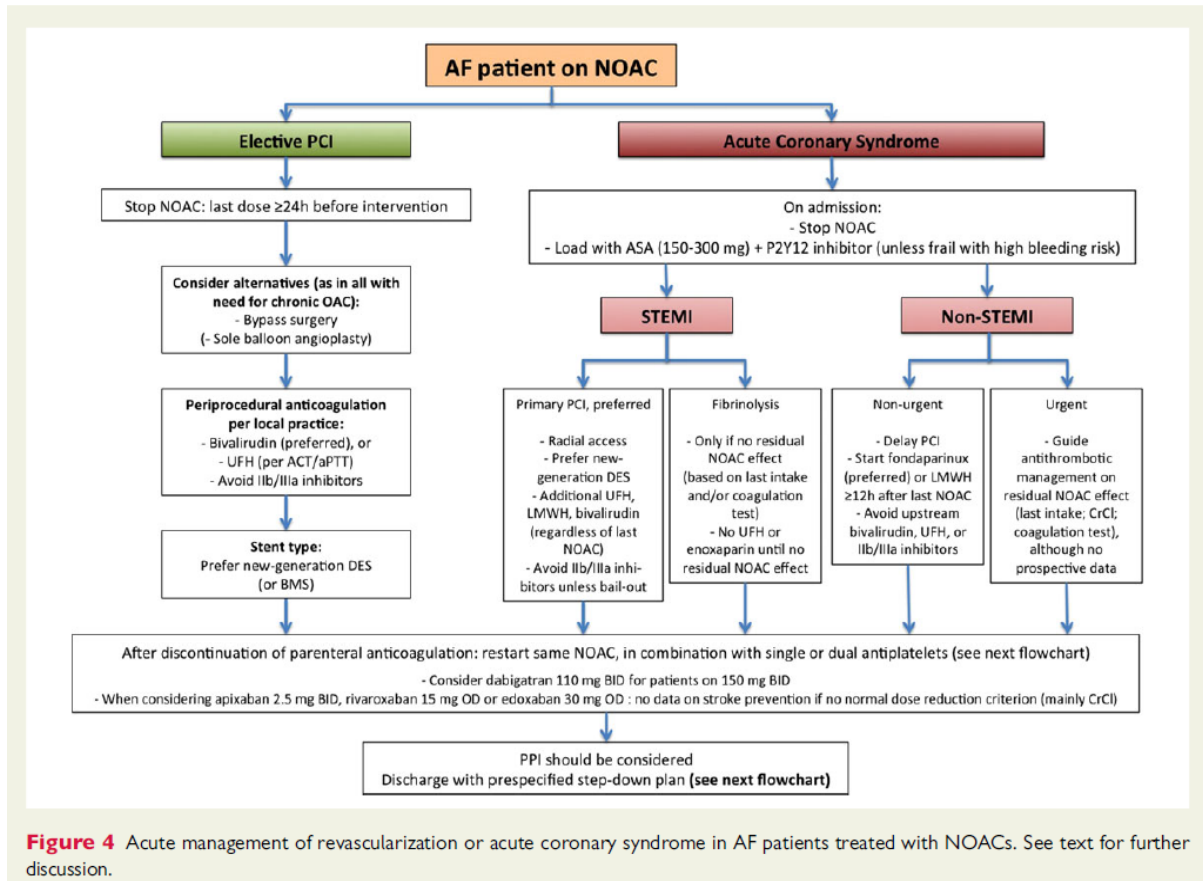 AF patient on NOAC
Elective PCI
Acute Coronary Syndrome
Stop NOAC: last dose ≥24h before intervention
Consider alternatives (as in all with
need for chronic OAC):
- Bypass surgery
(- Sole balloon angioplasty)
Periprocedural anticoagulation
per local practice:
- Bivalirudin (preferred), or
- UFH (per ACT/aPTT)
- Avoid IIb/IIIa inhibitors
Stent type:
Prefer new-generation DES
(or BMS)
On admission:
- Stop NOAC
- Load with ASA (150-300 mg) + P2Y12 inhibitor (unless frail with high bleeding risk)
STEMI
Non-STEMI
Primary PCI, preferred
- Radial access
- Prefer new-
generation DES
- Additional UFH,
LMWH, bivalirudin
(regardless of last
NOAC)
- Avoid IIb/IIIa inhi-
bitors unless bail-out
Fibrinolysis
- Only if no residual
NOAC effect
(based on last intake
and/or coagulation
test)
- No UFH or
enoxaparin until no
residual NOAC effect
Non-urgent
- Delay PCI
- Start fondaparinux
(preferred) or LMWH
≥12h after last NOAC
- Avoid upstream
bivalirudin, UFH, or
IIb/IIIa inhibitors
Urgent
- Guide
antithrombotic
management on
residual NOAC effect
(last intake; CrCl;
coagulation test),
although no
prospective data
After discontinuation of parenteral anticoagulation: restart same NOAC, in combination with single or dual antiplatelets (see next flowchart)
- Consider dabigatran 110 mg BID for patients on 150 mg BID
- When considering apixaban 2.5 mg BID, rivaroxaban 15 mg OD or edoxaban 30 mg OD : no data on stroke prevention if no normal dose reduction criterion (mainly CrCl)
PPI should be considered
Discharge with prespecified step-down plan (see next flowchart)
Figure 4 Acute management of revascularization or acute coronary syndrome in AF patients treated with NOACs. See text for further
discussion.